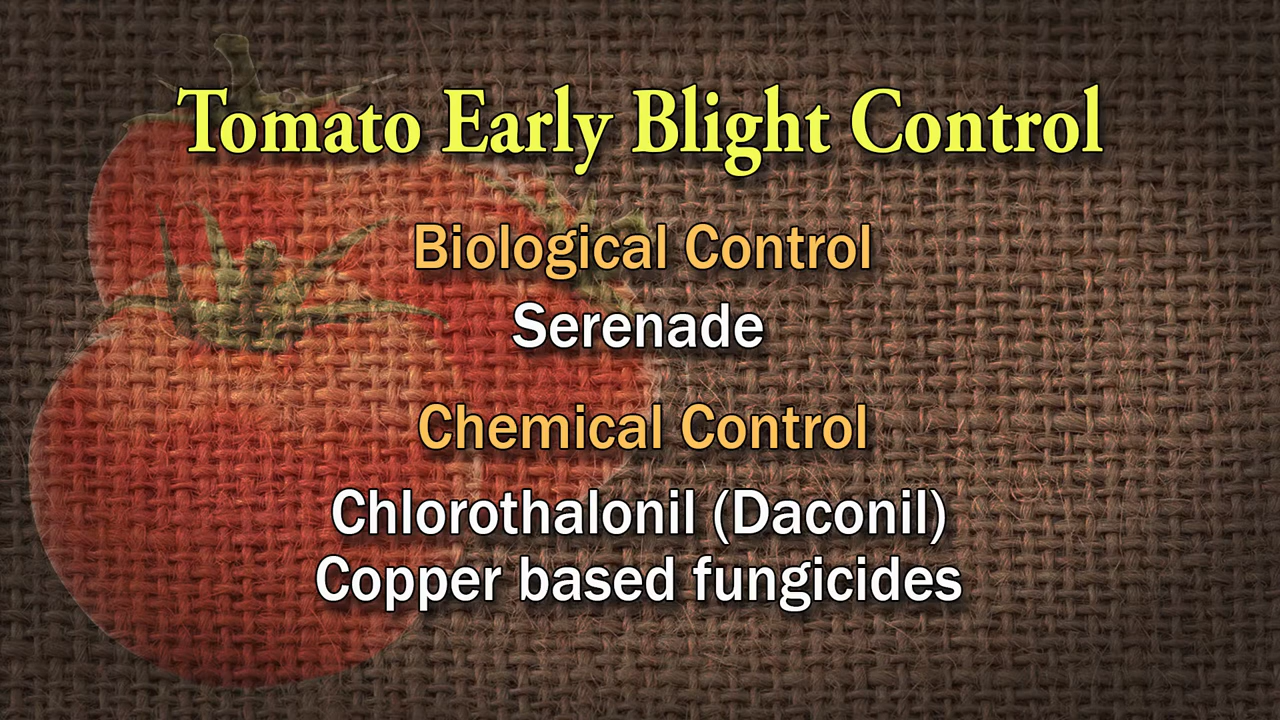 Tomato Early Blight Control
Biological Control
Serenade
Chemical Control
Chlorothalonil (Daconil)
Copper based fungicides